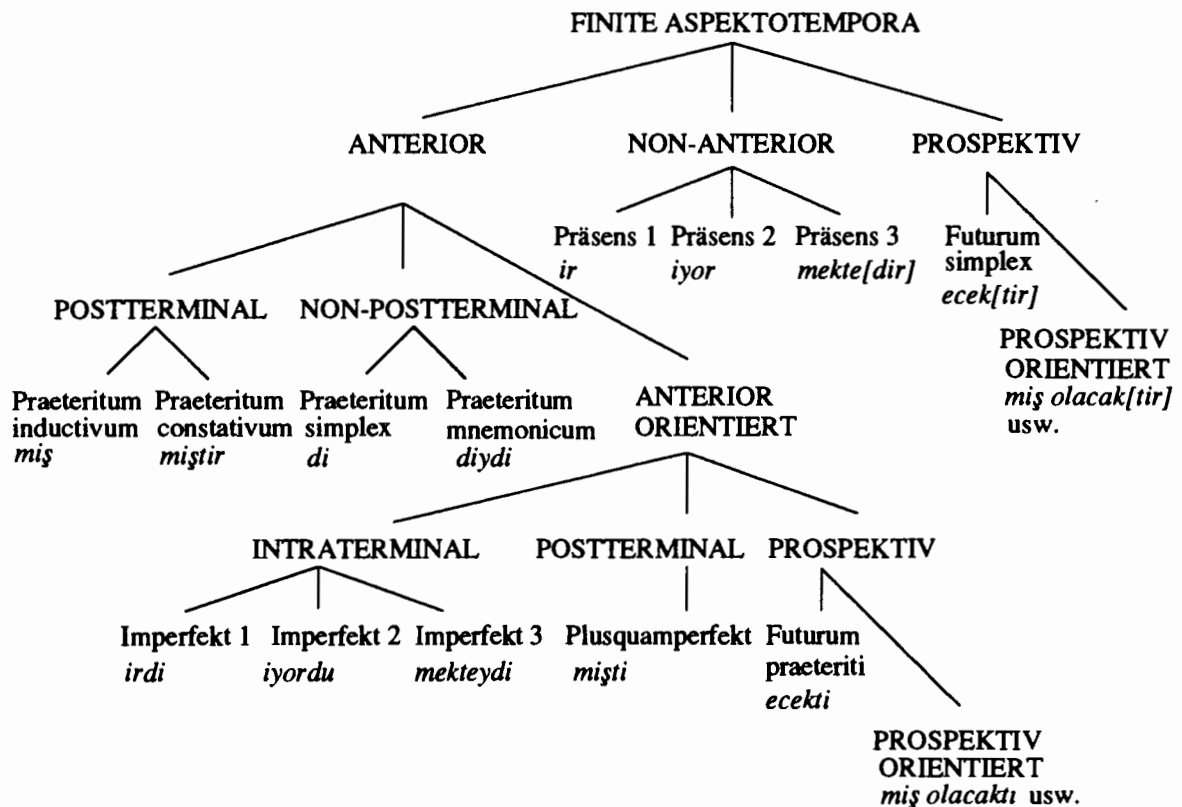 FINITE ASPEKTOTEMPORA
ANTERIOR
NON-ANTERIOR
PROSPEKTIV
Präsens 1
ir
Präsens 2
iyor
Präsens 3
mekte[dir]
Futurum
simplex
ecek[tir]
POSTTERMINAL
NON-POSTTERMINAL
PROSPEKTIV
ORIENTIERT
miş olacak[tir]
usw.
Praeteritum
inductivum
miş
Praeteritum
constativum
miştir
Praeteritum
simplex
di
Praeteritum
mnemonicum
diydi
ANTERIOR
ORIENTIERT
INTRATERMINAL
POSTTERMINAL
PROSPEKTIV
Imperfekt 1
irdi
Imperfekt 2
iyordu
Imperfekt 3
mekteydi
Plusquamperfekt
mişti
Futurum
praeteriti
ecekti
PROSPEKTIV
ORIENTIERT
miş olacaktı usw.